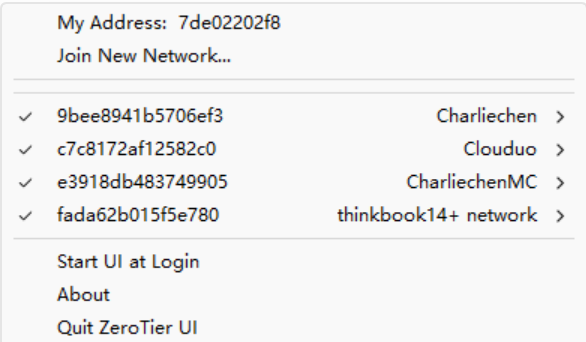 My Address: 7de02202f8
Join New Network...
9bee8941b5706ef3 Charliechen
c7c8172af12582c0 Clouduo
e3918db483749905 CharliechenMC
fada62b015f5e780 thinkbook14+ network
Start UI at Login
About
Quit ZeroTier UI